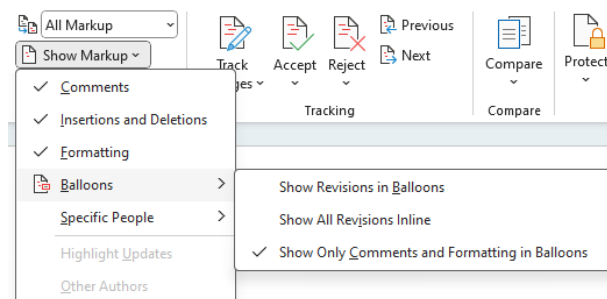 All Markup
Show Markup
Track
ges
Accept
Reject
Previous
Next
Tracking
Compare
Compare
Protect
Comments
Insertions and Deletions
Formatting
Balloons
Specific People
Highlight Updates
Other Authors
Show Revisions in Balloons
Show All Revisions Inline
Show Only Comments and Formatting in Balloons